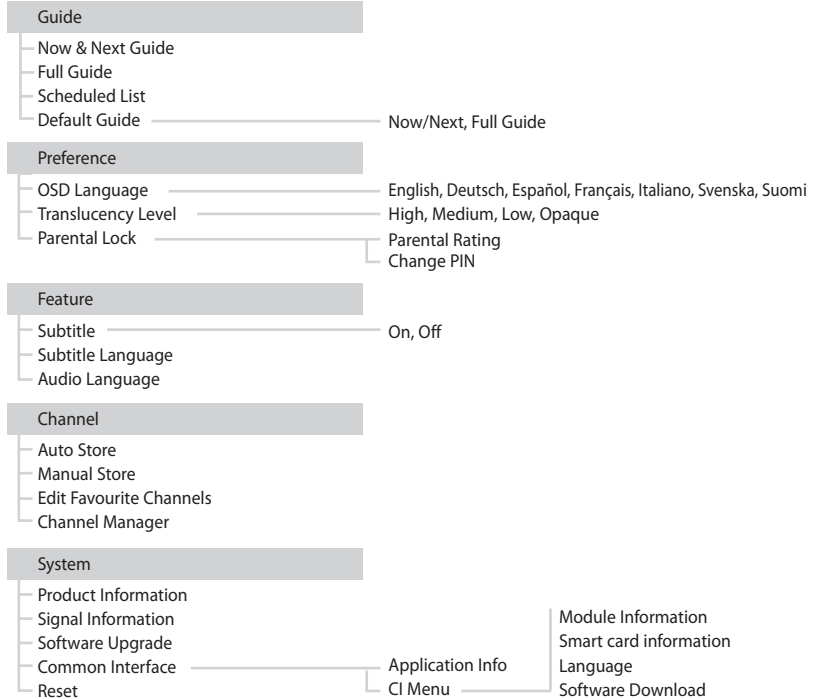 Guide
Now & Next Guide
Full Guide
Scheduled List
Default Guide
Now/Next, Full Guide
Preference
OSD Language
English, Deutsch, Español, Français, Italiano, Svenska, Suomi
Translucency Level
High, Medium, Low, Opaque
Parental Lock
Parental Rating
Change PIN
Feature
Subtitle
On, Off
Subtitle Language
Audio Language
Channel
Auto Store
Manual Store
Edit Favourite Channels
Channel Manager
System
Product Information
Signal Information
Software Upgrade
Common Interface
Reset
Application Info
CI Menu
Module Information
Smart card information
Language
Software Download